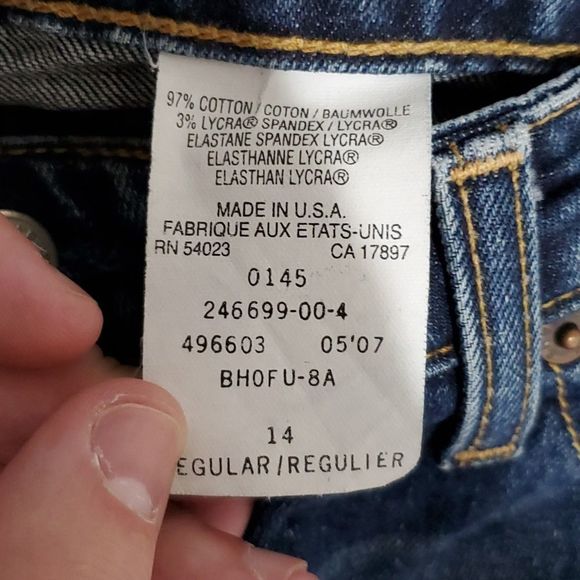 97% COTTON / COTON / BAUMWOLLE
3% LYCRA® SPANDEX / LYCRA®
ELASTANE SPANDEX LYCRA®
ELASTHANNE LYCRA®
ELASTHAN LYCRA®
MADE IN U.S.A.
FABRIQUE AUX ETATS-UNIS
RN 54023 CA 17897
0145
246699-00-4
496603 05'07
BH0FU-8A
14
EGULAR/REGULIER